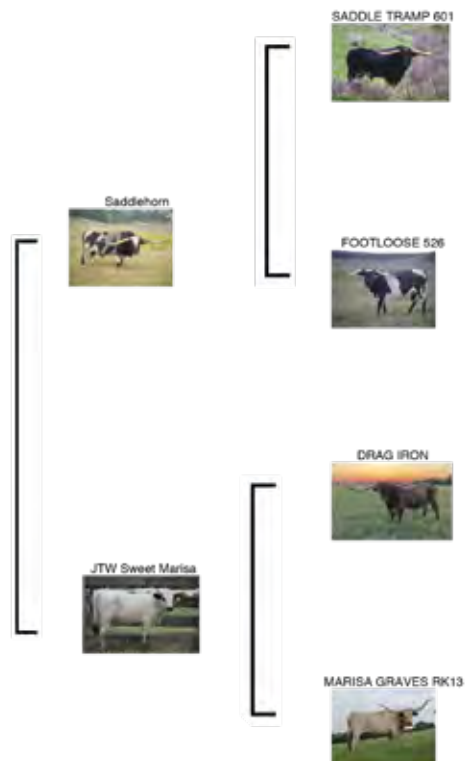 SADDLE TRAMP 601
Saddlehorn
FOOTLOOSE 526
DRAG IRON
JTW Sweet Marisa
MARISA GRAVES RK13